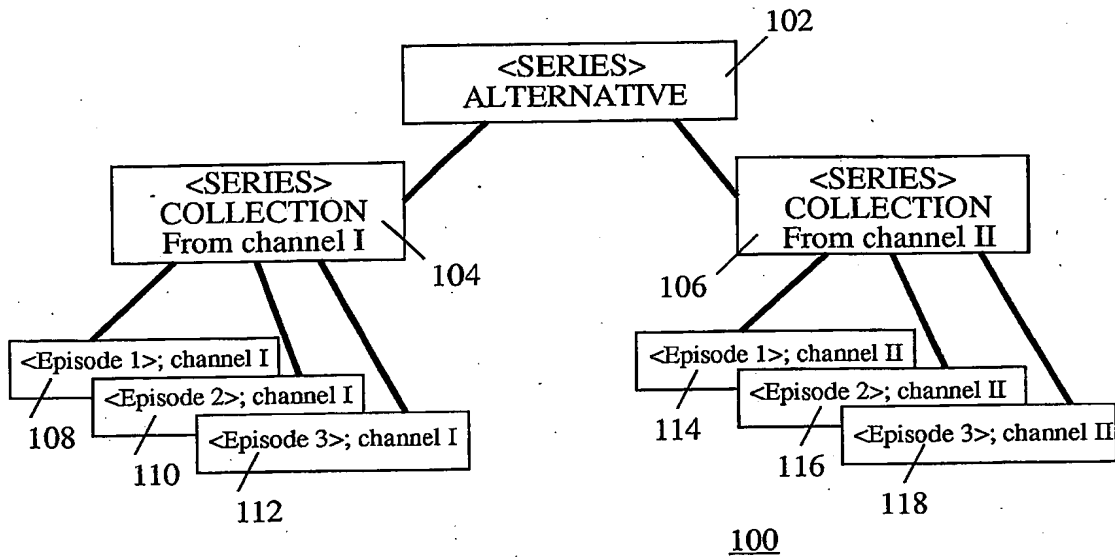 102
<SERIES>
ALTERNATIVE
<SERIES>
COLLECTION
From channel I
104
<SERIES>
COLLECTION
From channel II
106
<Episode 1>; channel I
108
<Episode 2>; channel I
110
<Episode 3>; channel I
112
<Episode 1>; channel II
114
<Episode 2>; channel II
116
<Episode 3>; channel II
118
100